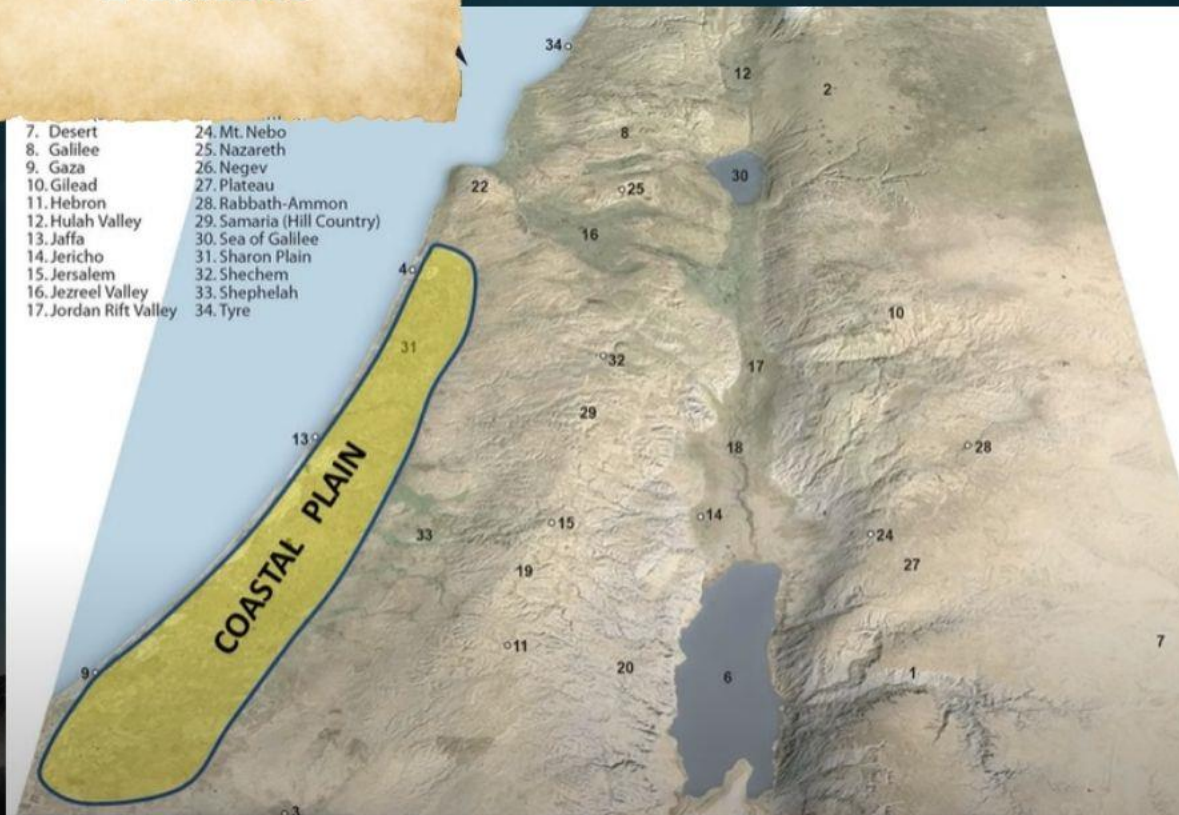 7. Desert
8. Galilee
9. Gaza
10. Gilead
11. Hebron
12. Hulah Valley
13. Jaffa
14. Jericho
15. Jersalem
16. Jezreel Valley
17. Jordan Rift Valley
24. Mt. Nebo
25. Nazareth
26. Negev
27. Plateau
28. Rabbath-Ammon
29. Samaria (Hill Country)
30. Sea of Galilee
31. Sharon Plain
32. Shechem
33. Shephelah
34. Tyre
34
12
2
8
30
22
25
16
4
10
31
32
17
29
13
18
28
COASTAL PLAIN
14
15
33
24
19
27
11
7
20
9
6
1
3